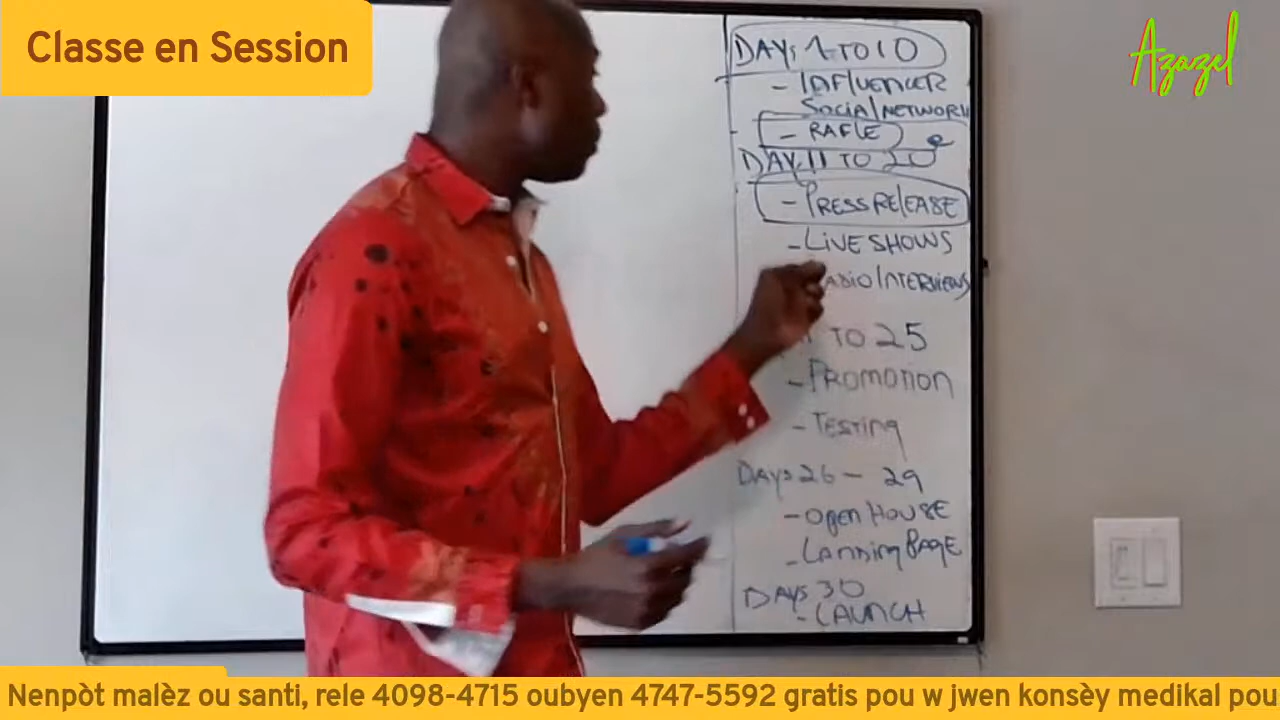 Classe en Session
Azazel
DAYS 1 TO 10
- INFLUENCER
- SOCIAL NETWORK
- RAFLE
DAY 11 TO 20
- PRESS RELEASE
- LIVE SHOWS
INTERVIEWS
TO 25
- PROMOTION
- TESTING
DAYS 26 - 29
- OPEN HOUSE
- LANDING PAGE
DAYS 30
- LAUNCH
Nenpòt malèz ou santi, rele 4098-4715 oubyen 4747-5592 gratis pou w jwen konsèy medikal pou